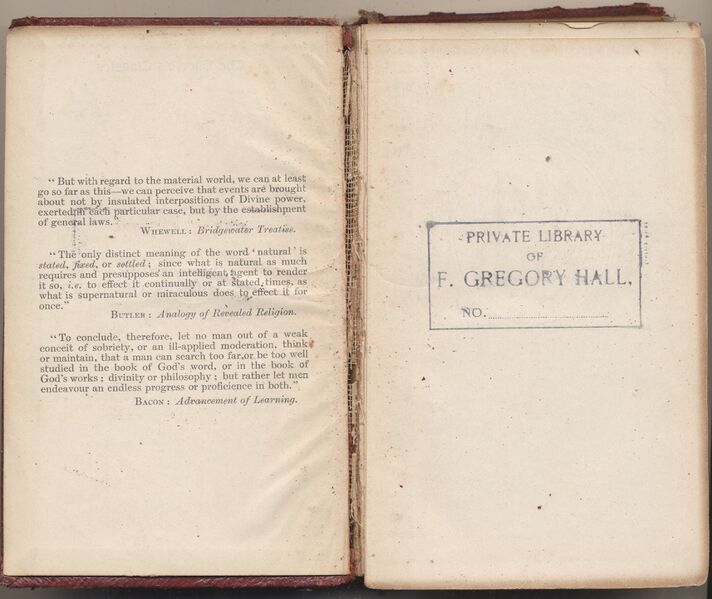 “ But with regard to the material world, we can at least
go so far as this—we can perceive that events are brought
about not by insulated interpositions of Divine power,
exerted in each particular case, but by the establishment
of general laws.”
WHEWELL : Bridgewater Treatise.
“ The only distinct meaning of the word ‘ natural ’ is
stated, fixed, or settled ; since what is natural as much
requires and presupposes an intelligent agent to render
it so, i.e. to effect it continually or at stated times, as
what is supernatural or miraculous does to effect it for
once.”
BUTLER : Analogy of Revealed Religion.
“ To conclude, therefore, let no man out of a weak
conceit of sobriety, or an ill-applied moderation, think
or maintain, that a man can search too far or be too well
studied in the book of God’s word, or in the book of
God’s works ; divinity or philosophy ; but rather let men
endeavour an endless progress or proficience in both.”
BACON : Advancement of Learning.
PRIVATE LIBRARY
OF
F. GREGORY HALL.
NO.